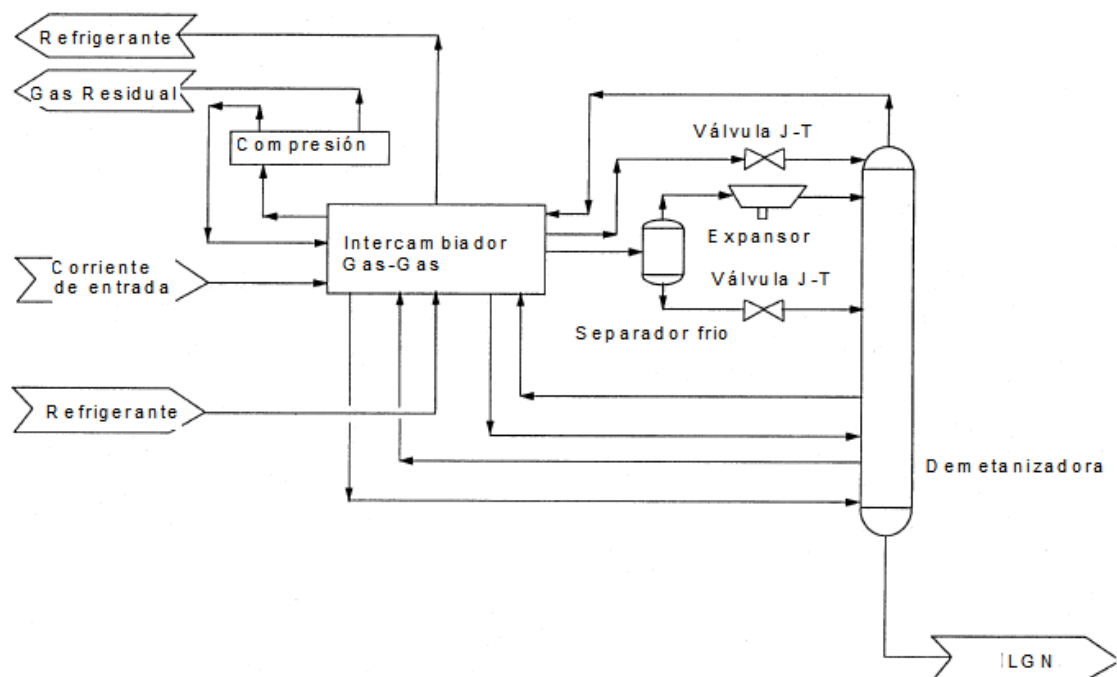 Refrigerante
Gas Residual
Compresión
Válvula J-T
Expansor
Intercambiador
Gas-Gas
Corriente
de entrada
Válvula J-T
Separador frio
Refrigerante
Demetanizadora
LGN